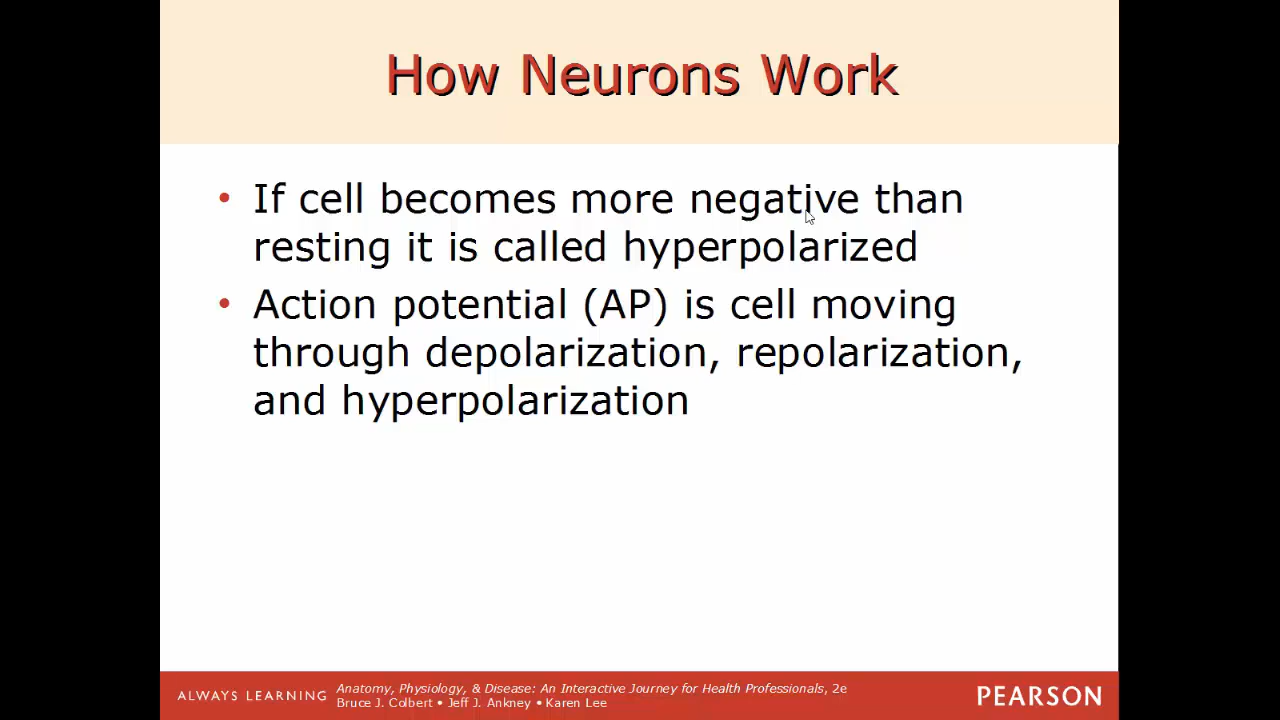 How Neurons Work
• If cell becomes more negative than
resting it is called hyperpolarized
• Action potential (AP) is cell moving
through depolarization, repolarization,
and hyperpolarization
ALWAYS LEARNING
Anatomy, Physiology, & Disease: An Interactive Journey for Health Professionals, 2e
Bruce J. Colbert • Jeff J. Ankney • Karen Lee
PEARSON